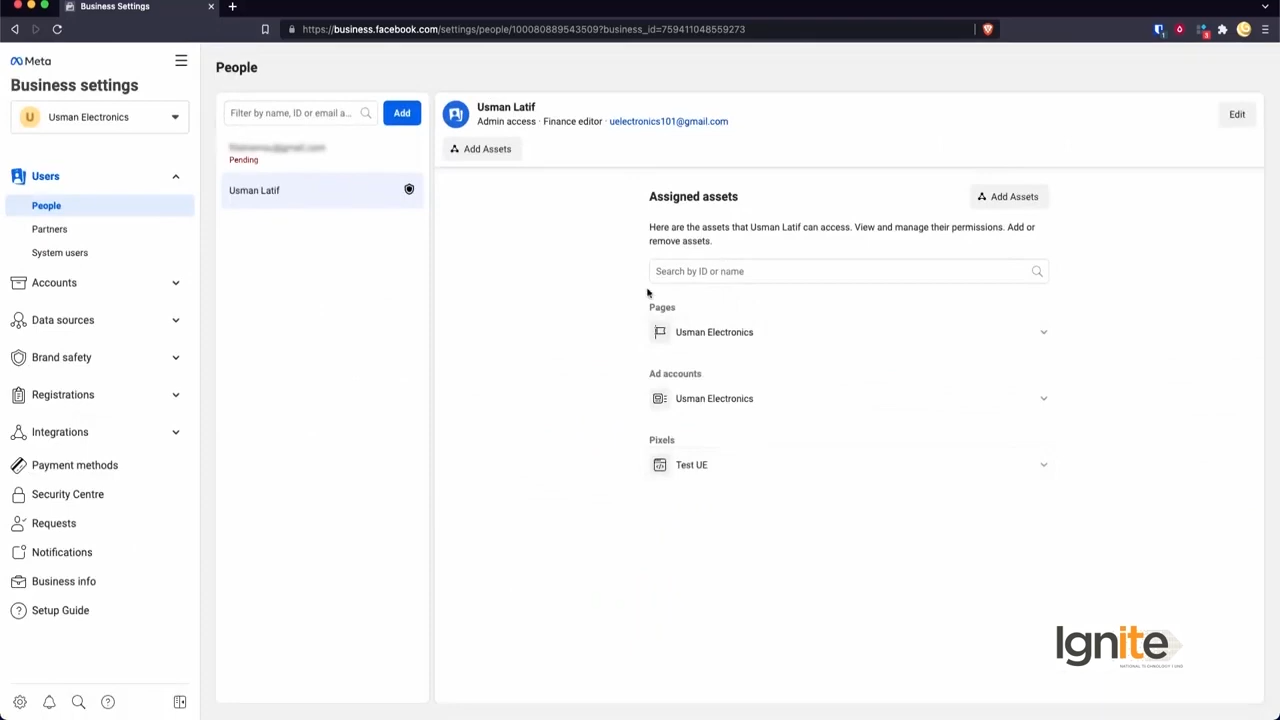 Business Settings
https://business.facebook.com/settings/people/100080889543509?business_id=759411048559273
Meta
Business settings
U Usman Electronics
Users
People
Partners
System users
Accounts
Data sources
Brand safety
Registrations
Integrations
Payment methods
Security Centre
Requests
Notifications
Business info
Setup Guide
People
Filter by name, ID or email a...
Add
Pending
Usman Latif
Usman Latif
Admin access · Finance editor · uelectronics101@gmail.com
Edit
Add Assets
Assigned assets
Add Assets
Here are the assets that Usman Latif can access. View and manage their permissions. Add or
remove assets.
Search by ID or name
Pages
Usman Electronics
Ad accounts
Usman Electronics
Pixels
Test UE
Ignite